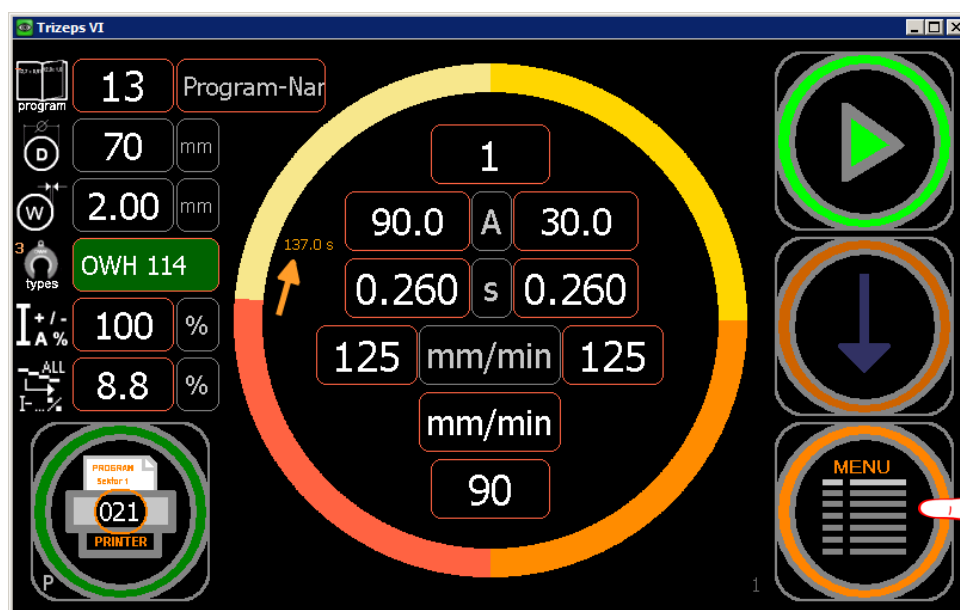 Trizeps VI
program
13
Program-Nar
D
70
mm
W
2.00
mm
3
types
OWH 114
I + / - A %
100
%
ALL
I-...%
8.8
%
PROGRAM
Sektor 1
021
PRINTER
P
137.0 s
1
90.0 A 30.0
0.260 s 0.260
125 mm/min 125
mm/min
90
MENU
1